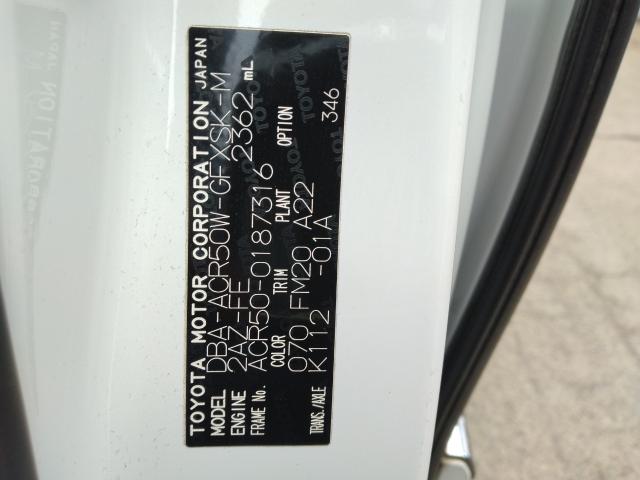 TOYOTA MOTOR CORPORATION JAPAN
MODEL DBA-ACR50W-GFXSK-M
ENGINE 2AZ-FE 2362 mL
FRAME No. ACR50-0187316
COLOR TRIM PLANT OPTION
070 FM20 A22 346
TRANS./AXLE K112 -01A